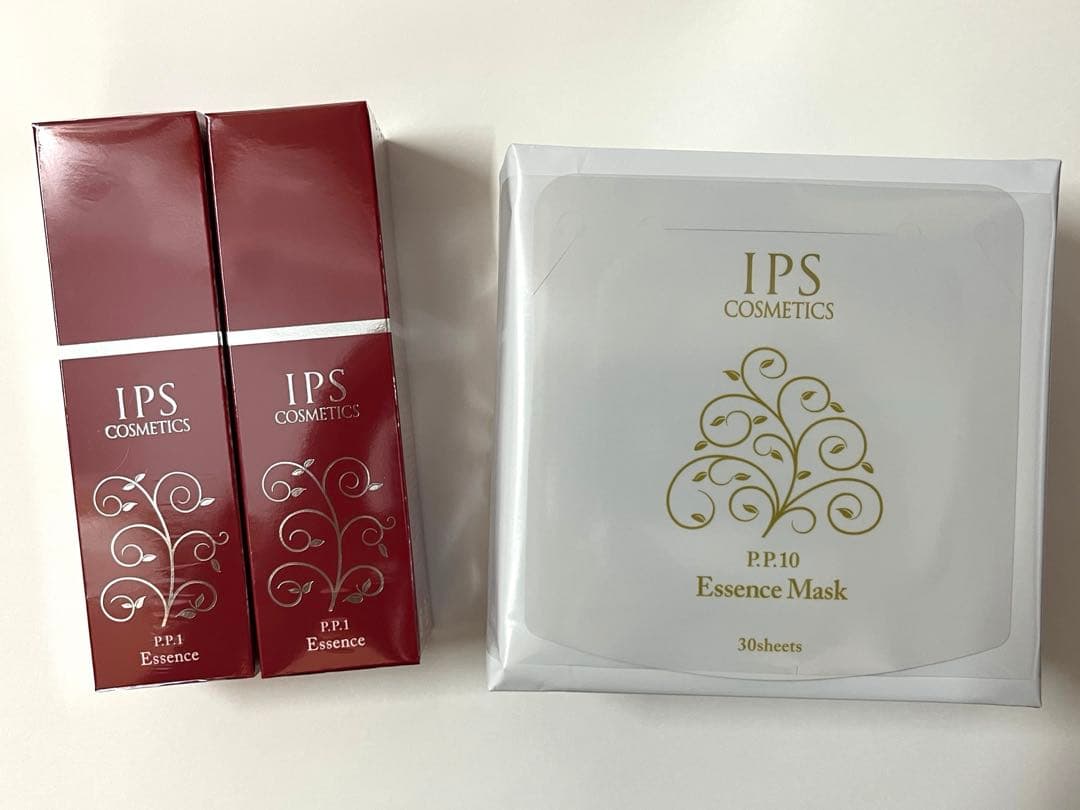 IPS
COSMETICS
P.P.1
Essence
IPS
COSMETICS
P.P.1
Essence
IPS
COSMETICS
P.P.10
Essence Mask
30sheets